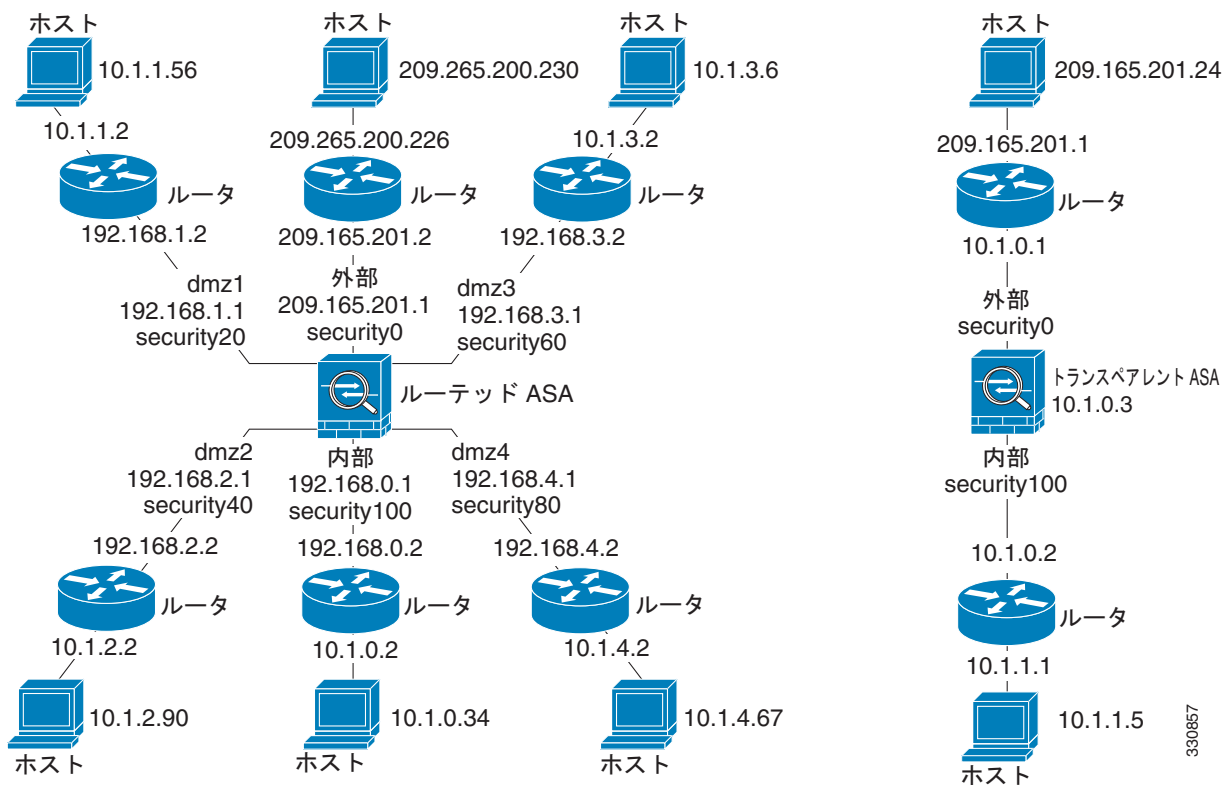 ホスト
10.1.1.56
10.1.1.2
ルータ
192.168.1.2
dmz1
192.168.1.1
security20
ホスト
209.265.200.230
209.265.200.226
ルータ
209.165.201.2
外部
209.165.201.1
security0
ホスト
10.1.3.6
10.1.3.2
ルータ
192.168.3.2
dmz3
192.168.3.1
security60
ルーテッド ASA
dmz2
192.168.2.1
security40
192.168.2.2
ルータ
10.1.2.2
10.1.2.90
ホスト
内部
192.168.0.1
security100
192.168.0.2
ルータ
10.1.0.2
10.1.0.34
ホスト
dmz4
192.168.4.1
security80
192.168.4.2
ルータ
10.1.4.2
10.1.4.67
ホスト
ホスト
209.165.201.24
209.165.201.1
ルータ
10.1.0.1
外部
security0
トランスペアレント ASA
10.1.0.3
内部
security100
10.1.0.2
ルータ
10.1.1.1
10.1.1.5
ホスト
330857